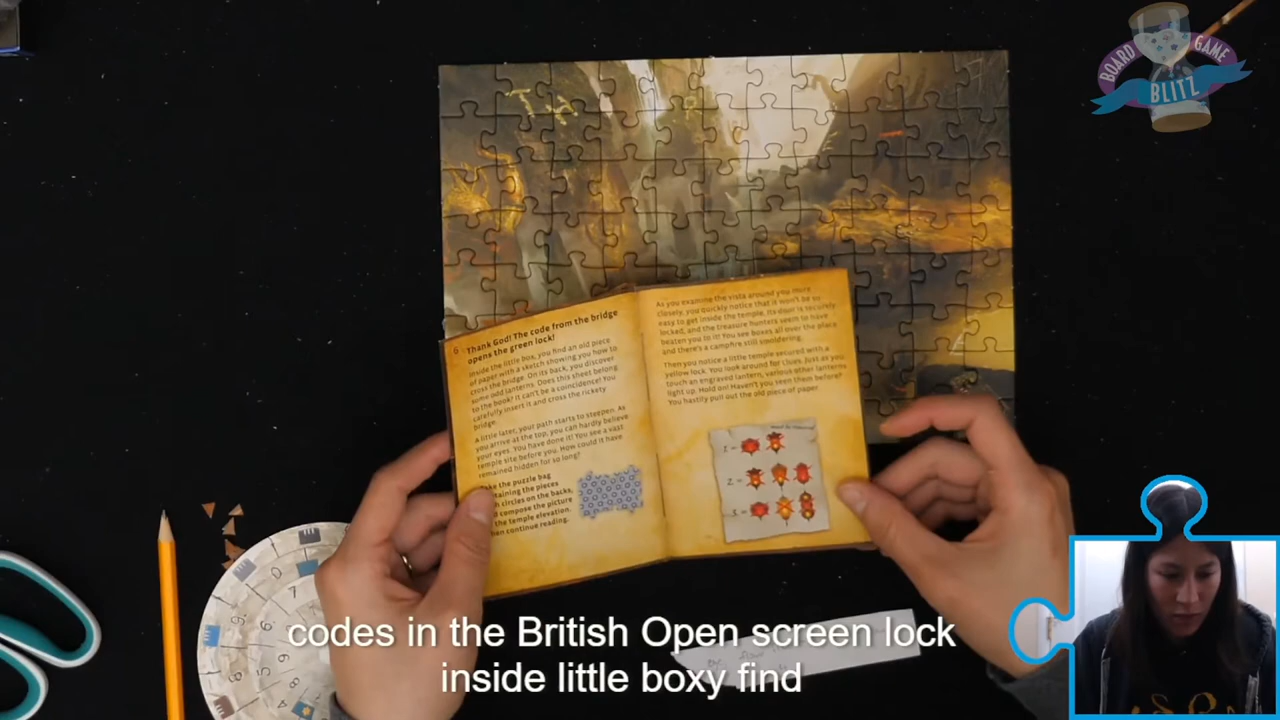 BOARD GAME
BLITZ
6 Thank God! The code from the bridge
opens the green lock!
Inside the little box, you find an old piece
of paper with a sketch showing you how to
cross the bridge. On its back, you discover
some odd lanterns. Does this sheet belong
to the book? It can't be a coincidence! You
carefully insert it and cross the rickety
bridge.
A little later, your path starts to steepen. As
you arrive at the top, you can hardly believe
your eyes. You have done it! You see a vast
temple site before you. How could it have
remained hidden for so long?
ke the puzzle bag
taining the pieces
h circles on the backs,
d compose the picture
the temple elevation.
hen continue reading.
As you examine the vista around you more
closely, you quickly notice that it won't be so
easy to get inside the temple. Its door is securely
locked, and the treasure hunters seem to have
beaten you to it! You see boxes all over the place
and there's a campfire still smoldering.
Then you notice a little temple secured with a
yellow lock. You look around for clues. Just as you
touch an engraved lantern, various other lanterns
light up. Hold on! Haven't you seen them before?
You hastily pull out the old piece of paper.
1 =
2 =
3 =
codes in the British Open screen lock
inside little boxy find